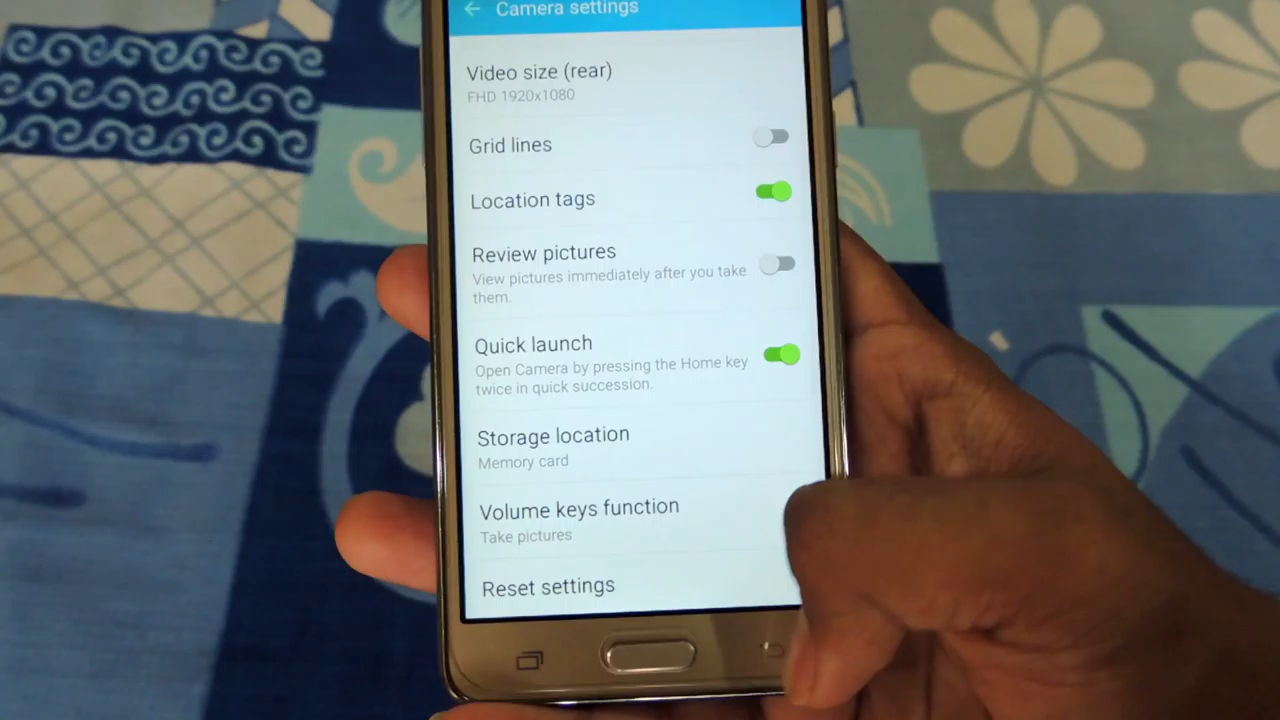 Camera settings
Video size (rear)
FHD 1920x1080
Grid lines
Location tags
Review pictures
View pictures immediately after you take
them.
Quick launch
Open Camera by pressing the Home key
twice in quick succession.
Storage location
Memory card
Volume keys function
Take pictures
Reset settings